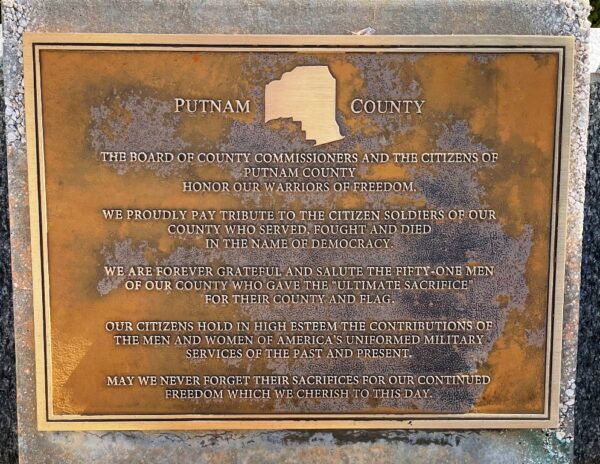 PUTNAM COUNTY
THE BOARD OF COUNTY COMMISSIONERS AND THE CITIZENS OF
PUTNAM COUNTY
HONOR OUR WARRIORS OF FREEDOM.
WE PROUDLY PAY TRIBUTE TO THE CITIZEN SOLDIERS OF OUR
COUNTY WHO SERVED, FOUGHT AND DIED
IN THE NAME OF DEMOCRACY.
WE ARE FOREVER GRATEFUL AND SALUTE THE FIFTY-ONE MEN
OF OUR COUNTY WHO GAVE THE "ULTIMATE SACRIFICE"
FOR THEIR COUNTY AND FLAG.
OUR CITIZENS HOLD IN HIGH ESTEEM THE CONTRIBUTIONS OF
THE MEN AND WOMEN OF AMERICA'S UNIFORMED MILITARY
SERVICES OF THE PAST AND PRESENT.
MAY WE NEVER FORGET THEIR SACRIFICES FOR OUR CONTINUED
FREEDOM WHICH WE CHERISH TO THIS DAY.